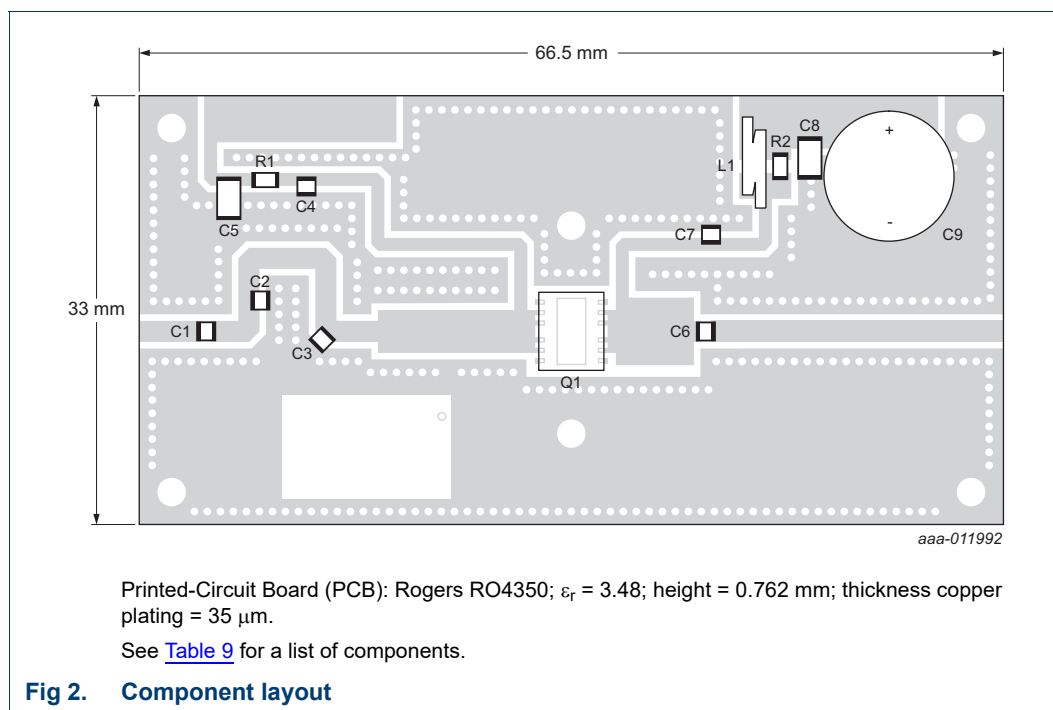 66.5 mm
33 mm
R1
C4
C5
C2
C1
C3
Q1
L1
R2
C8
+
-
C9
C7
C6
aaa-011992
Printed-Circuit Board (PCB): Rogers RO4350; εr = 3.48; height = 0.762 mm; thickness copper
plating = 35 μm.
See Table 9 for a list of components.
Fig 2. Component layout